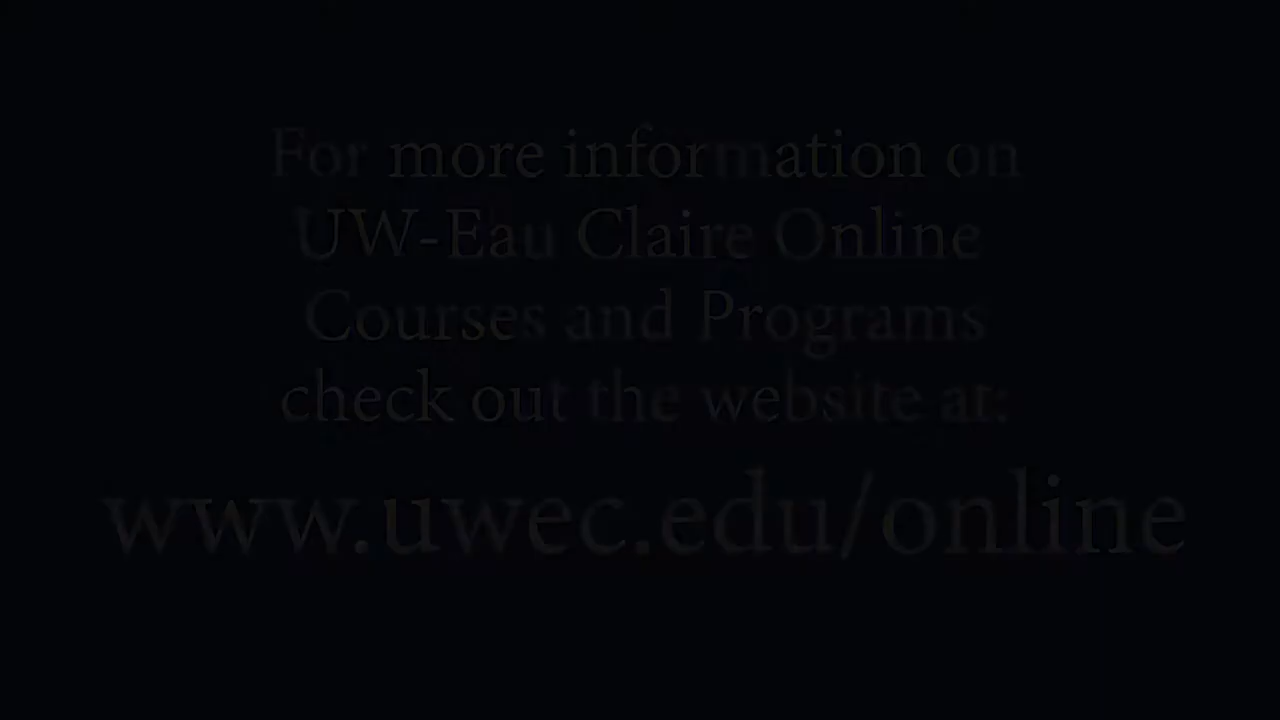 For more information on
UW-Eau Claire Online
Courses and Programs
check out the website at:
www.uwec.edu/online